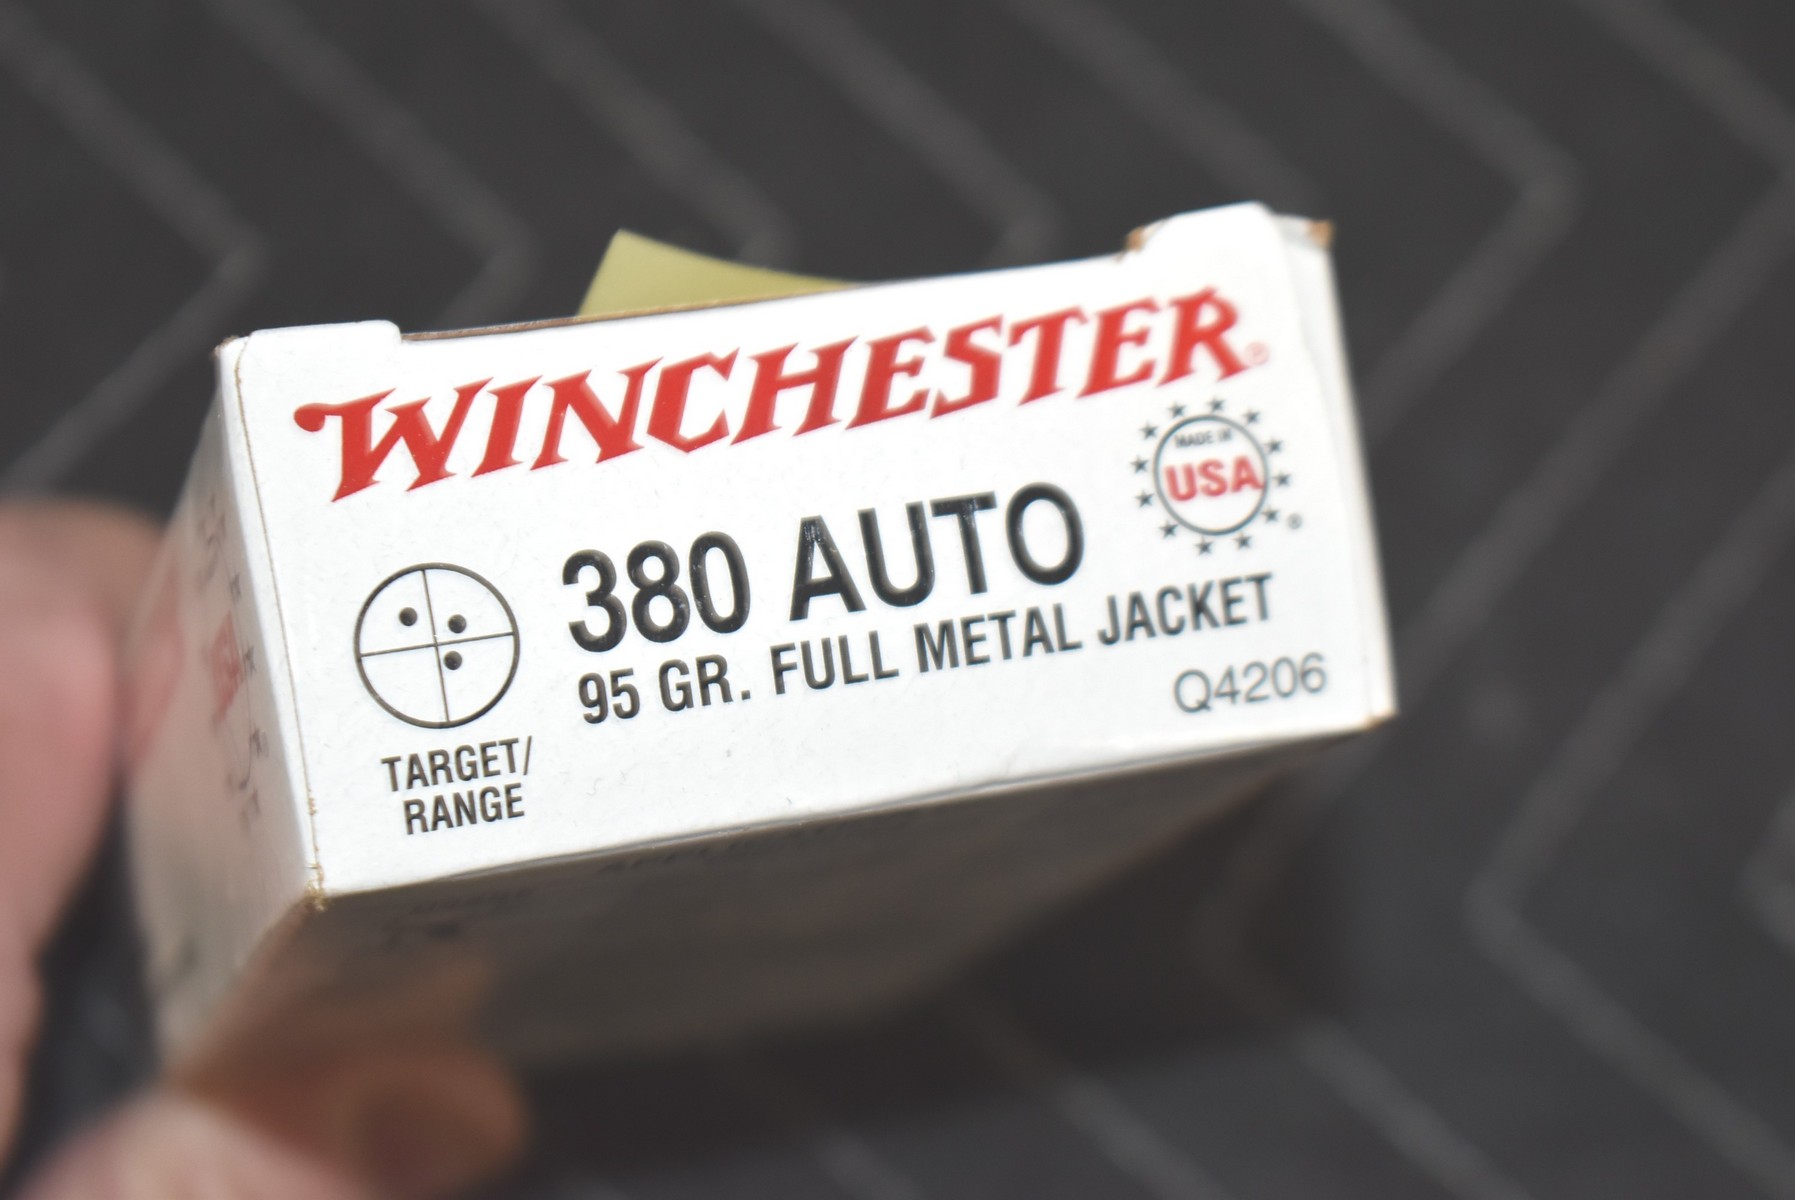 WINCHESTER®
MADE IN
USA
®
380 AUTO
95 GR. FULL METAL JACKET
Q4206
TARGET/
RANGE